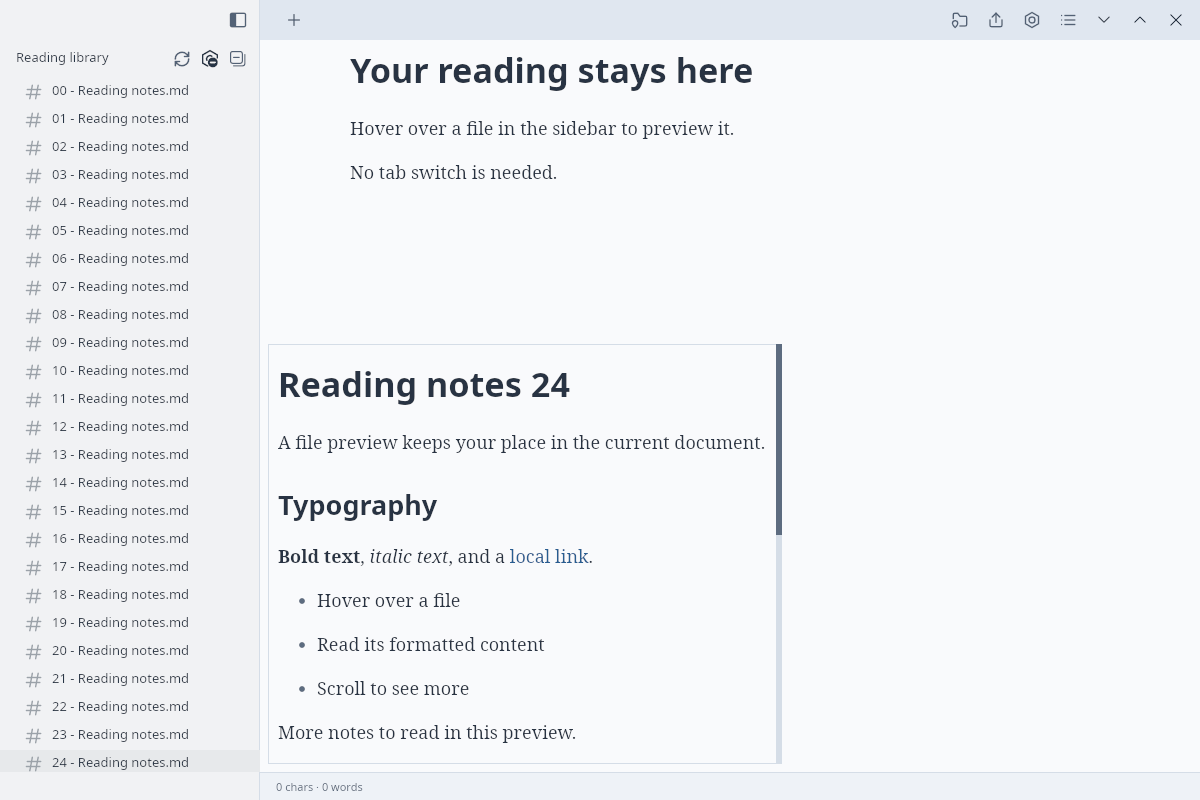 Reading library
00 - Reading notes.md
01 - Reading notes.md
02 - Reading notes.md
03 - Reading notes.md
04 - Reading notes.md
05 - Reading notes.md
06 - Reading notes.md
07 - Reading notes.md
08 - Reading notes.md
09 - Reading notes.md
10 - Reading notes.md
11 - Reading notes.md
12 - Reading notes.md
13 - Reading notes.md
14 - Reading notes.md
15 - Reading notes.md
16 - Reading notes.md
17 - Reading notes.md
18 - Reading notes.md
19 - Reading notes.md
20 - Reading notes.md
21 - Reading notes.md
22 - Reading notes.md
23 - Reading notes.md
24 - Reading notes.md
Your reading stays here
Hover over a file in the sidebar to preview it.
No tab switch is needed.
Reading notes 24
A file preview keeps your place in the current document.
Typography
Bold text, italic text, and a local link.
• Hover over a file
• Read its formatted content
• Scroll to see more
More notes to read in this preview.
0 chars · 0 words